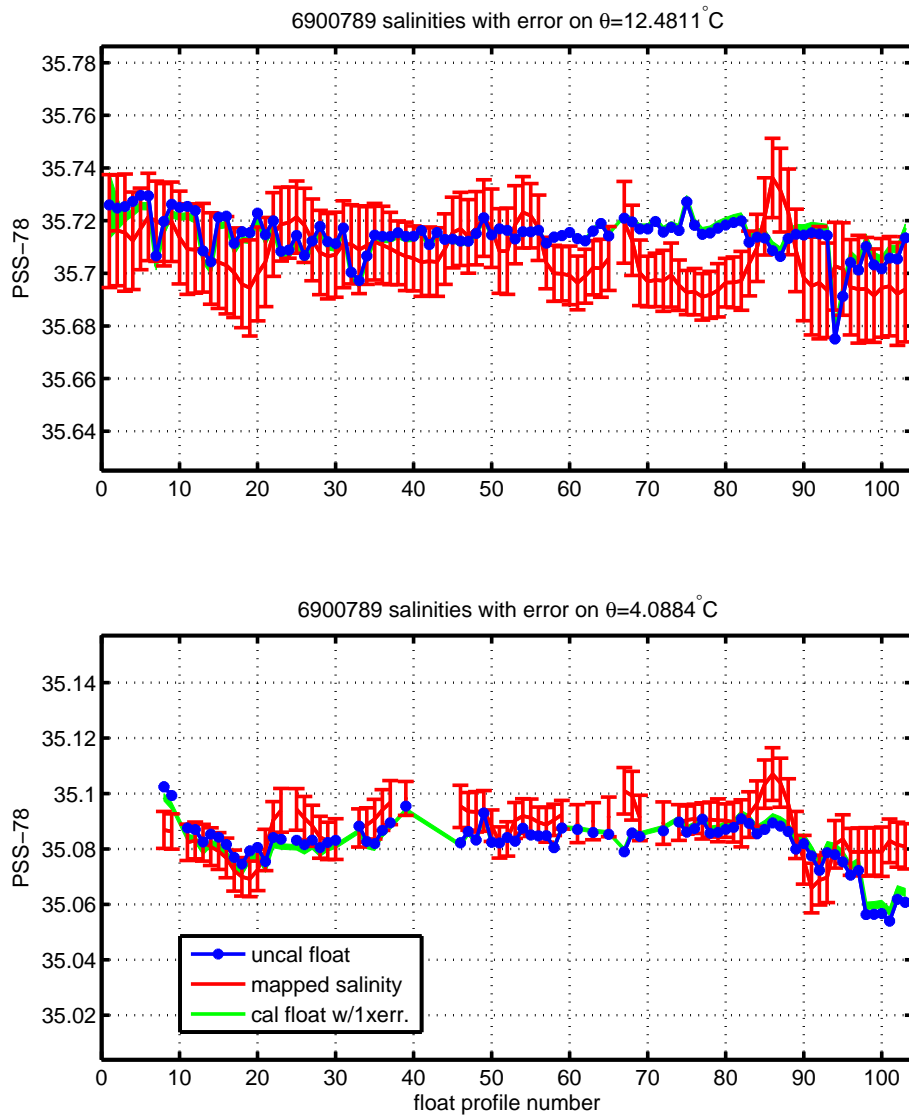 6900789 salinities with error on θ=12.4811°C
35.78
35.76
35.74
35.72
35.7
35.68
35.66
35.64
PSS−78
0 10 20 30 40 50 60 70 80 90 100
6900789 salinities with error on θ=4.0884°C
35.14
35.12
35.1
35.08
35.06
35.04
35.02
PSS−78
uncal float
mapped salinity
cal float w/1xerr.
0 10 20 30 40 50 60 70 80 90 100
float profile number